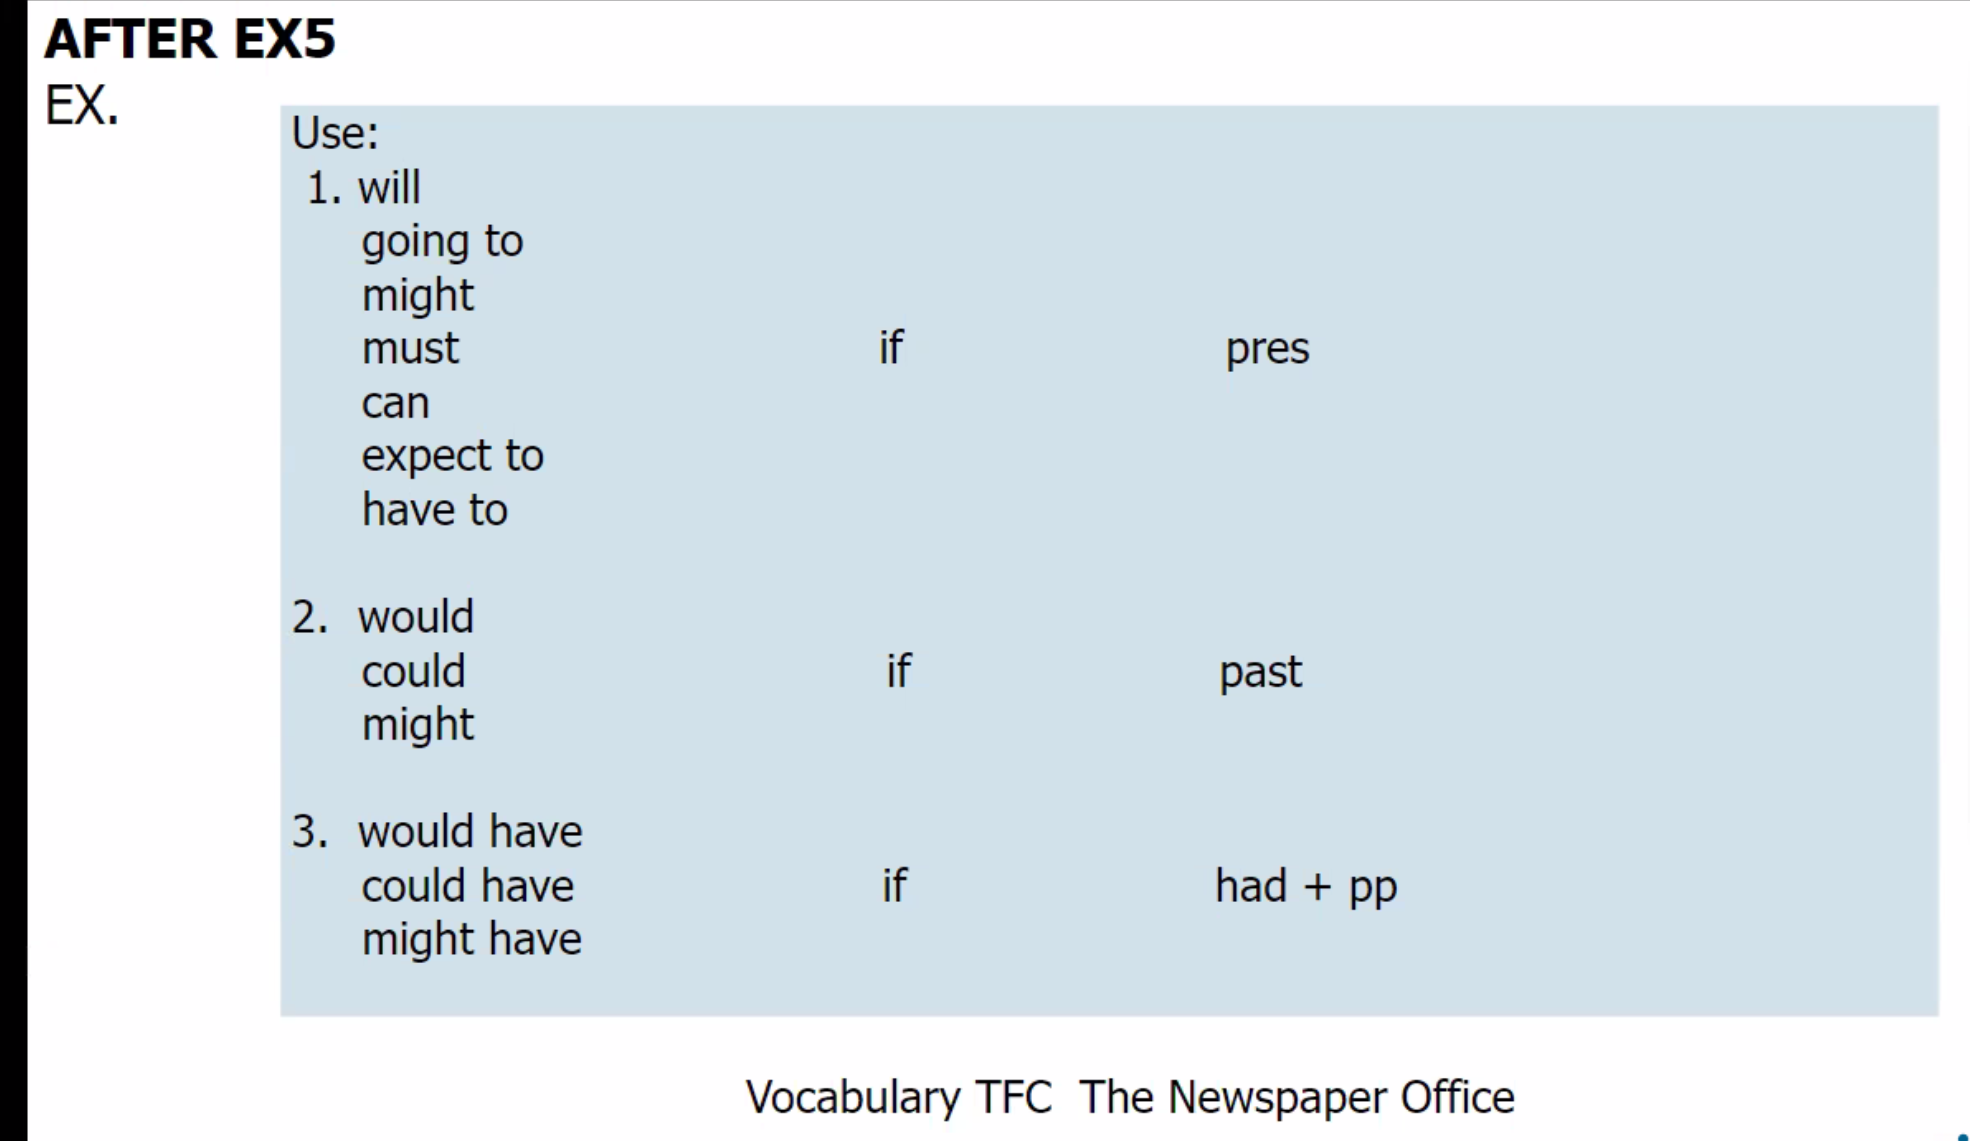 AFTER EX5
EX.
Use:
1. will
going to
might
must if pres
can
expect to
have to
2. would
could if past
might
3. would have
could have if had + pp
might have
Vocabulary TFC The Newspaper Office